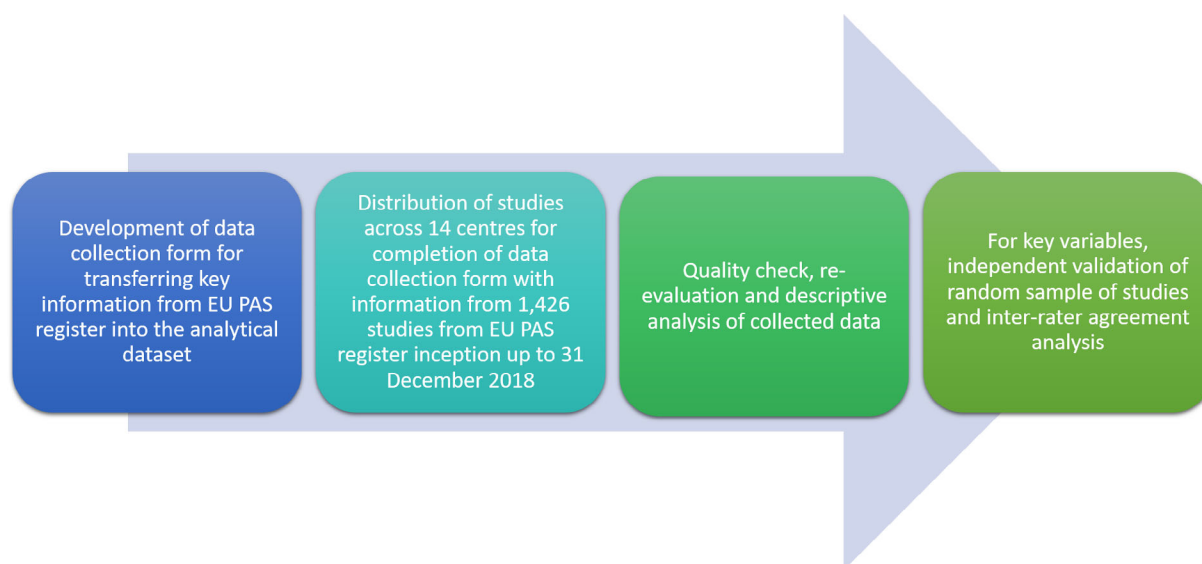 Development of data
collection form for
transferring key
information from EU PAS
register into the analytical
dataset
Distribution of studies
across 14 centres for
completion of data
collection form with
information from 1,426
studies from EU PAS
register inception up to 31
December 2018
Quality check, re-
evaluation and descriptive
analysis of collected data
For key variables,
independent validation of
random sample of studies
and inter-rater agreement
analysis